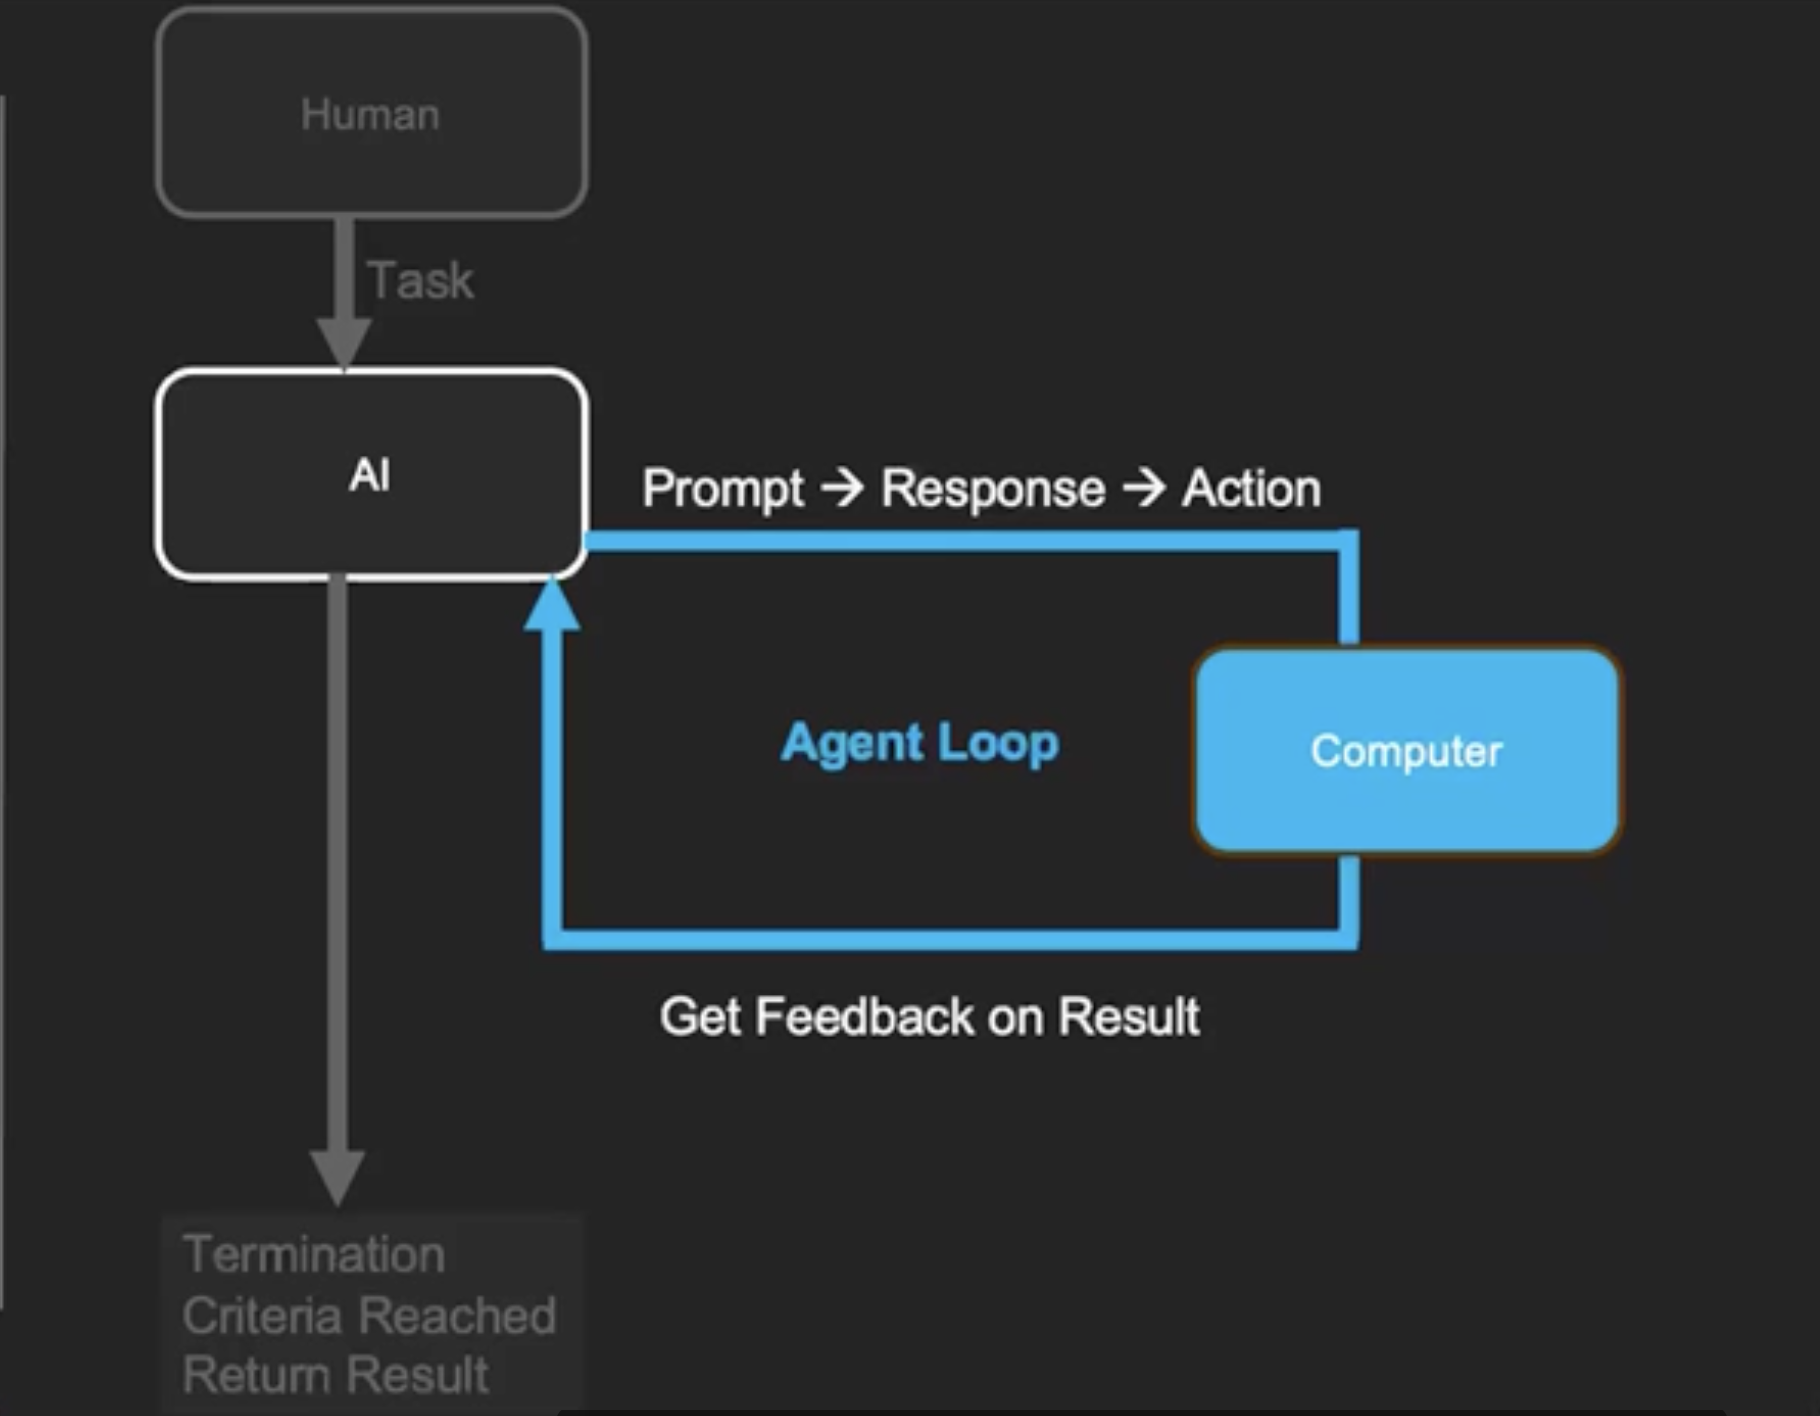 Human
Task
AI
Prompt → Response → Action
Agent Loop
Computer
Get Feedback on Result
Termination
Criteria Reached
Return Result